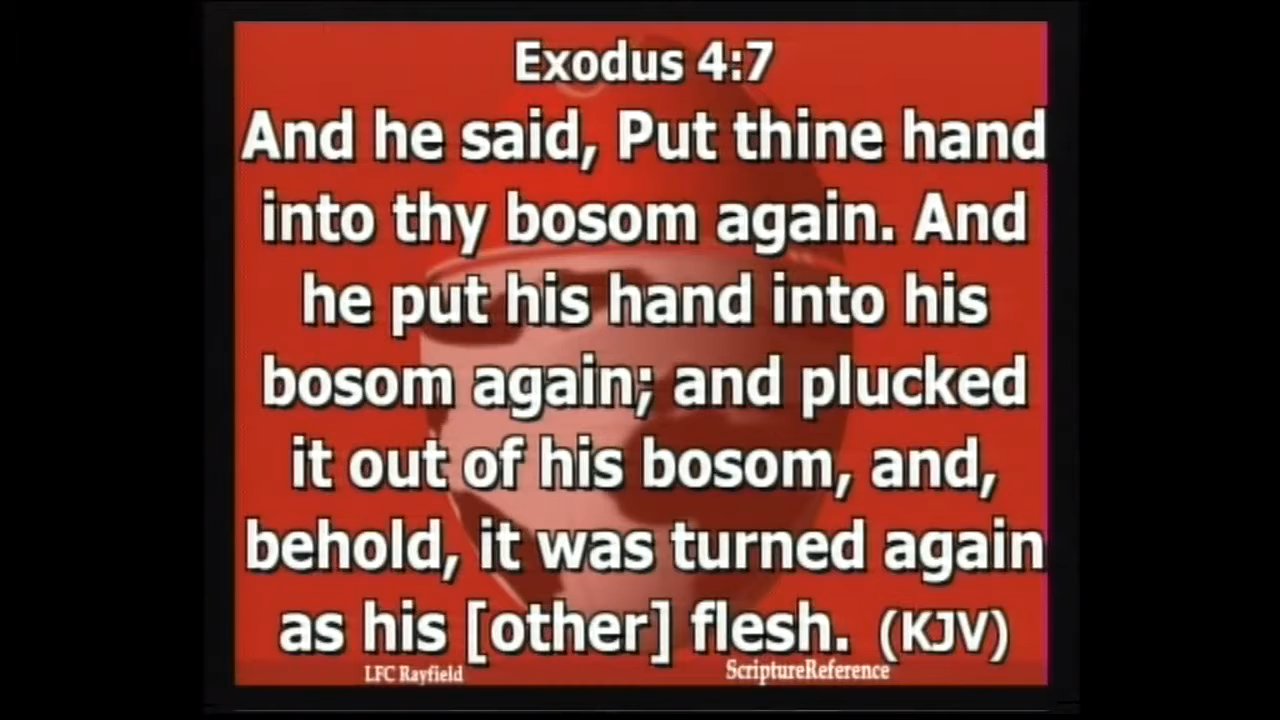 Exodus 4:7
And he said, Put thine hand
into thy bosom again. And
he put his hand into his
bosom again; and plucked
it out of his bosom, and,
behold, it was turned again
as his [other] flesh. (KJV)
LFC Rayfield ScriptureReference